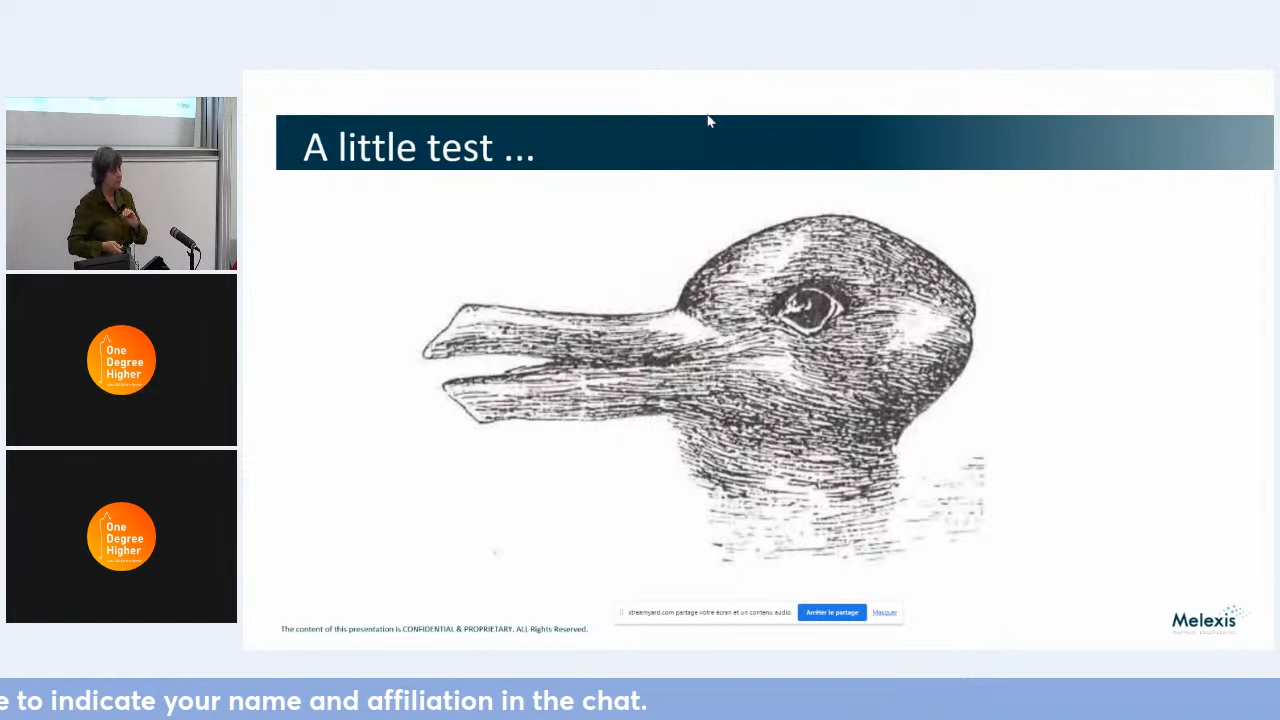 A little test ...
One
Degree
Higher
One
Degree
Higher
streamyard.com partage votre écran et un contenu audio.
Arrêter le partage
Masquer
The content of this presentation is CONFIDENTIAL & PROPRIETARY. ALL Rights Reserved.
Melexis
INSPIRED ENGINEERING
e to indicate your name and affiliation in the chat.